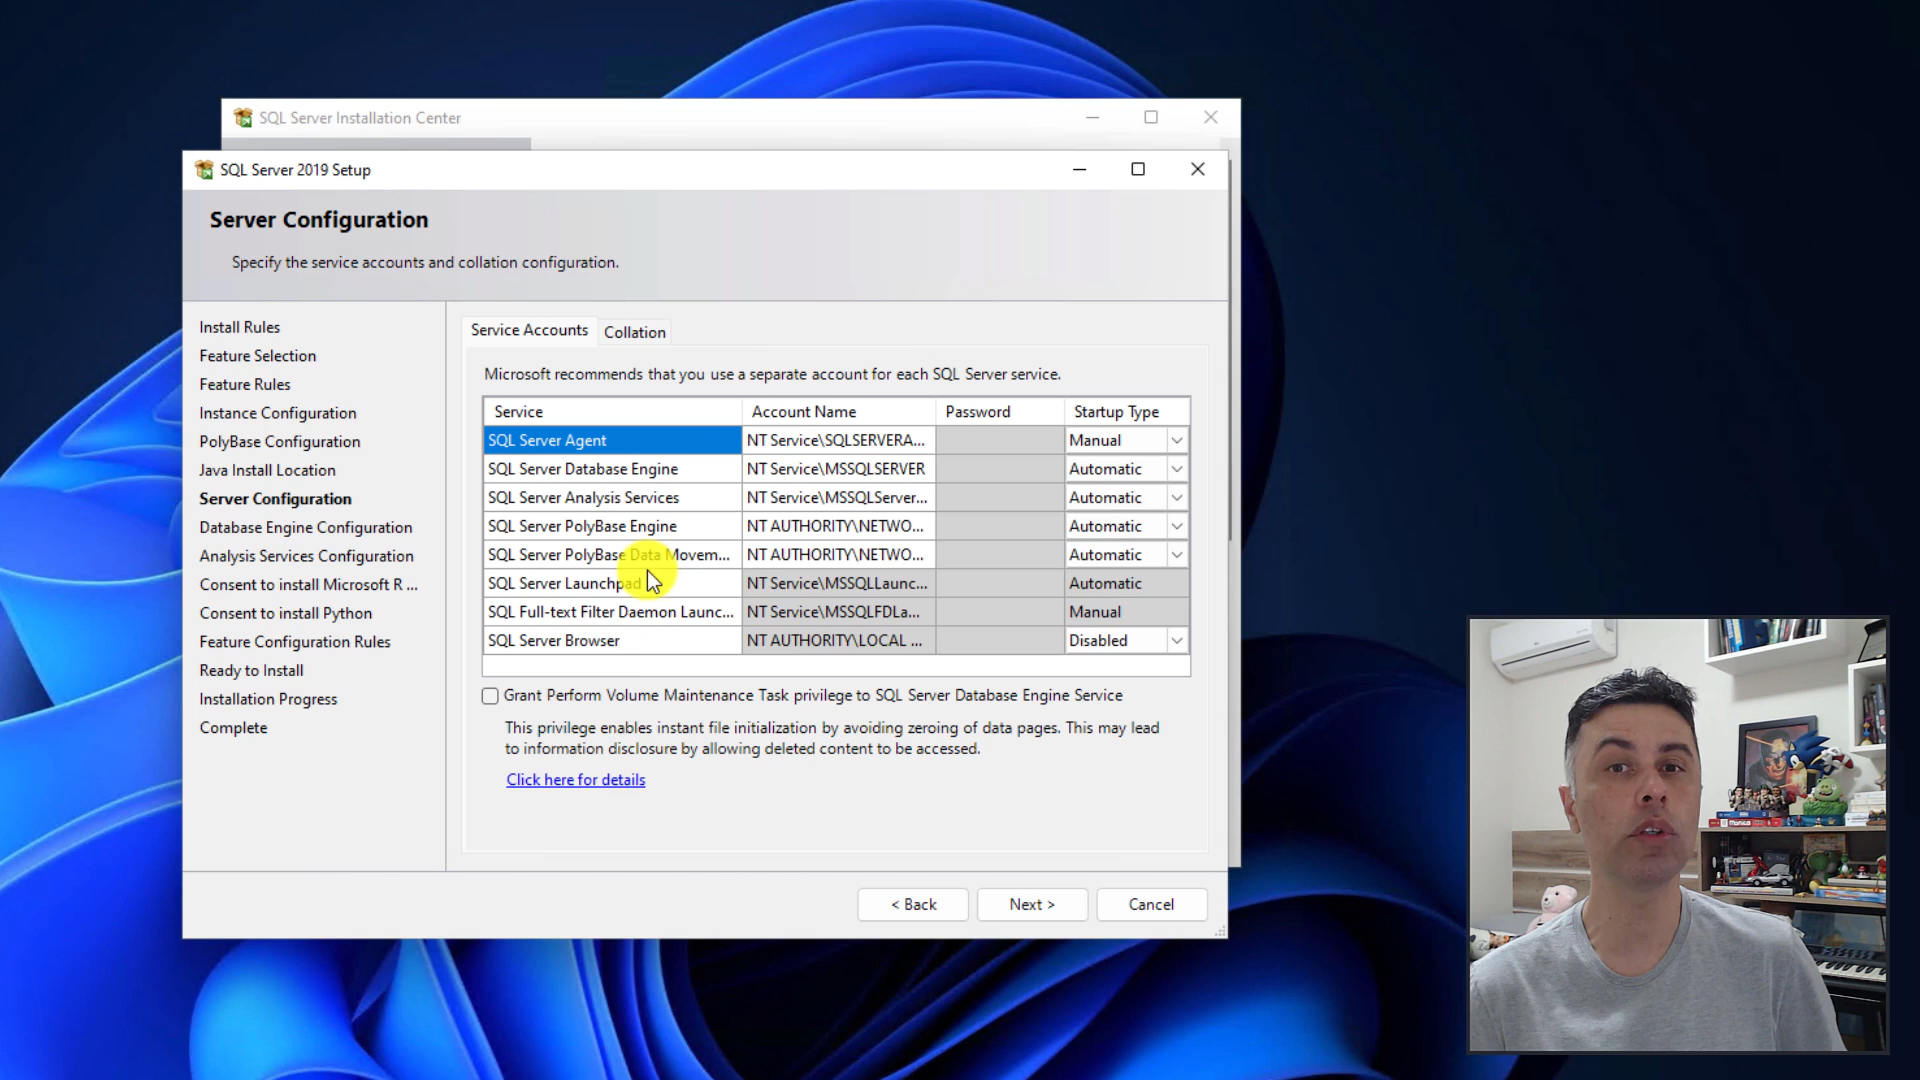 SQL Server Installation Center
SQL Server 2019 Setup
Server Configuration
Specify the service accounts and collation configuration.
Install Rules
Feature Selection
Feature Rules
Instance Configuration
PolyBase Configuration
Java Install Location
Server Configuration
Database Engine Configuration
Analysis Services Configuration
Consent to install Microsoft R ...
Consent to install Python
Feature Configuration Rules
Ready to Install
Installation Progress
Complete
Service Accounts Collation
Microsoft recommends that you use a separate account for each SQL Server service.
Service Account Name Password Startup Type
SQL Server Agent NT Service\SQLSERVERA... Manual
SQL Server Database Engine NT Service\MSSQLSERVER Automatic
SQL Server Analysis Services NT Service\MSSQLServer... Automatic
SQL Server PolyBase Engine NT AUTHORITY\NETWO... Automatic
SQL Server PolyBase Data Movem... NT AUTHORITY\NETWO... Automatic
SQL Server Launchpad NT Service\MSSQLLaunc... Automatic
SQL Full-text Filter Daemon Launc... NT Service\MSSQLFDLa... Manual
SQL Server Browser NT AUTHORITY\LOCAL ... Disabled
Grant Perform Volume Maintenance Task privilege to SQL Server Database Engine Service
This privilege enables instant file initialization by avoiding zeroing of data pages. This may lead
to information disclosure by allowing deleted content to be accessed.
Click here for details
< Back Next > Cancel